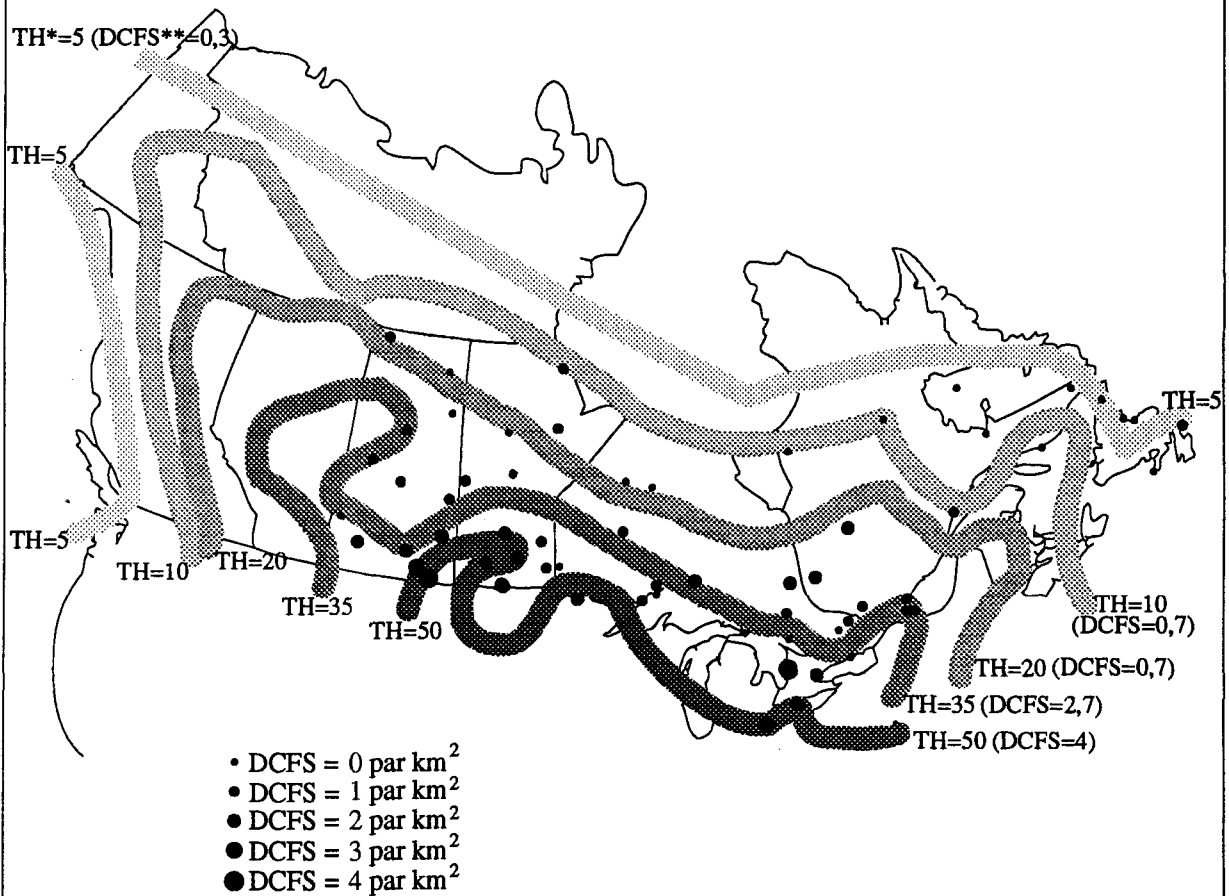 TH*=5 (DCFS**=0,3)
TH=5
TH=5
TH=5
TH=10
TH=20
TH=35
TH=50
TH=10
(DCFS=0,7)
TH=20 (DCFS=0,7)
TH=35 (DCFS=2,7)
TH=50 (DCFS=4)
DCFS = 0 par km²
DCFS = 1 par km²
DCFS = 2 par km²
DCFS = 3 par km²
DCFS = 4 par km²